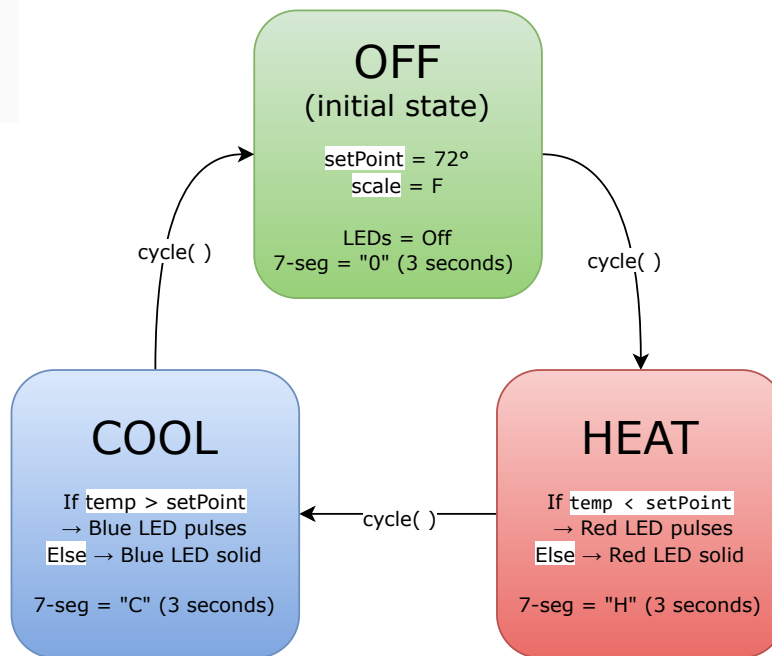 OFF
(initial state)
setPoint = 72°
scale = F
LEDs = Off
7-seg = "0" (3 seconds)
cycle( )
cycle( )
COOL
If temp > setPoint
→ Blue LED pulses
Else → Blue LED solid
7-seg = "C" (3 seconds)
cycle( )
HEAT
If temp < setPoint
→ Red LED pulses
Else → Red LED solid
7-seg = "H" (3 seconds)